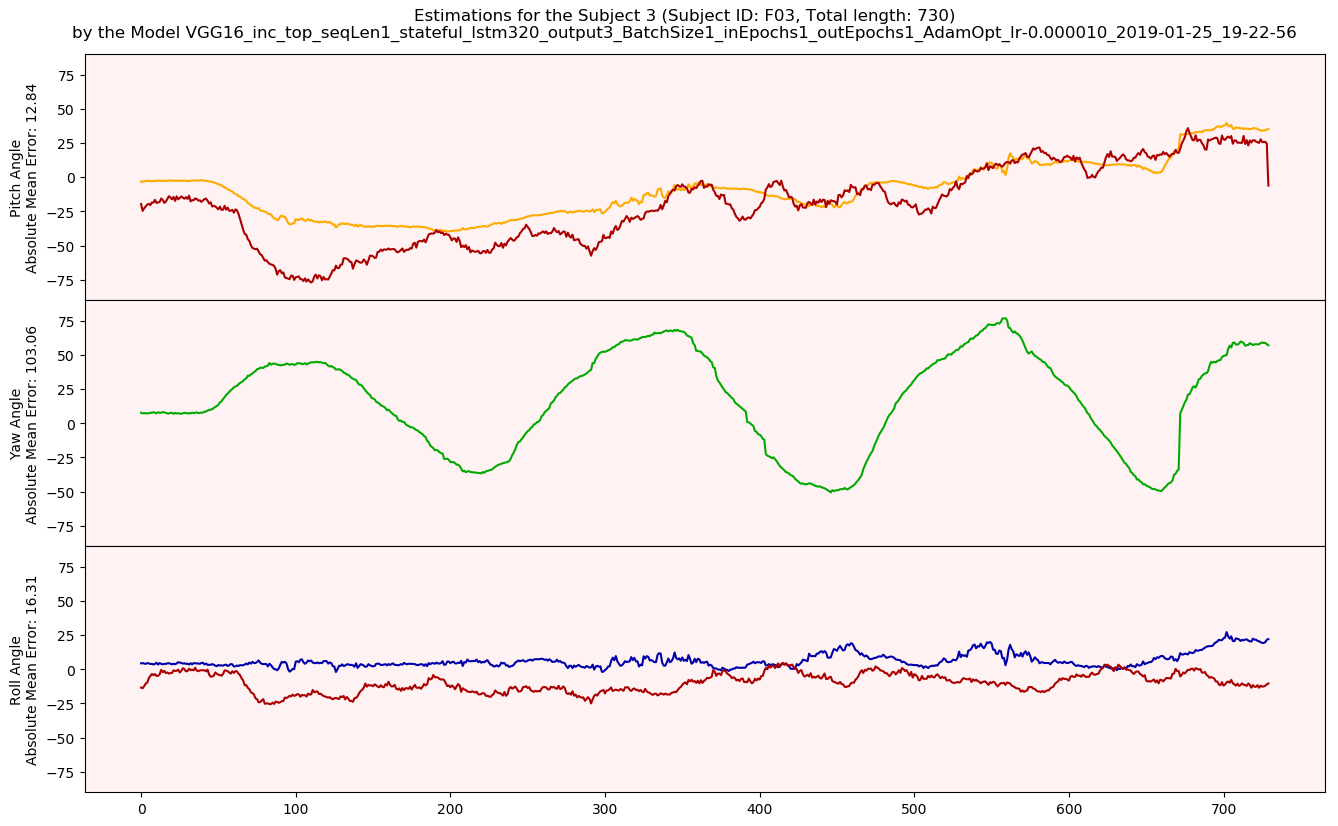 Estimations for the Subject 3 (Subject ID: F03, Total length: 730)
by the Model VGG16_inc_top_seqLen1_stateful_lstm320_output3_BatchSize1_inEpochs1_outEpochs1_AdamOpt_lr-0.000010_2019-01-25_19-22-56
Pitch Angle
Absolute Mean Error: 12.84
75
50
25
0
−25
−50
−75
Yaw Angle
Absolute Mean Error: 103.06
75
50
25
0
−25
−50
−75
Roll Angle
Absolute Mean Error: 16.31
75
50
25
0
−25
−50
−75
0 100 200 300 400 500 600 700